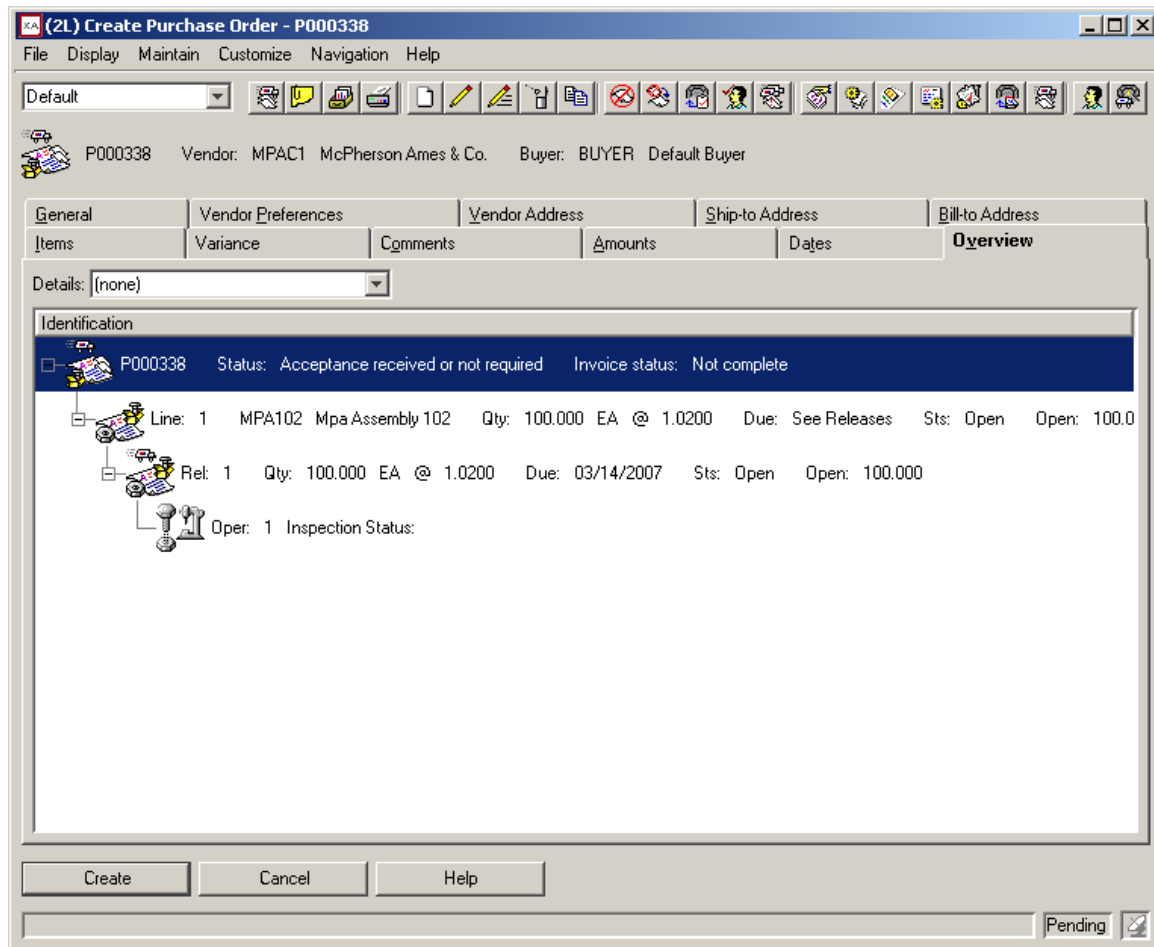 XA (2L) Create Purchase Order - P000338
File Display Maintain Customize Navigation Help
Default
P000338 Vendor: MPAC1 McPherson Ames & Co. Buyer: BUYER Default Buyer
General Vendor Preferences Vendor Address Ship-to Address Bill-to Address
Items Variance Comments Amounts Dates Overview
Details: (none)
Identification
P000338 Status: Acceptance received or not required Invoice status: Not complete
Line: 1 MPA102 Mpa Assembly 102 Qty: 100.000 EA @ 1.0200 Due: See Releases Sts: Open Open: 100.0
Rel: 1 Qty: 100.000 EA @ 1.0200 Due: 03/14/2007 Sts: Open Open: 100.000
Oper: 1 Inspection Status:
Create Cancel Help
Pending